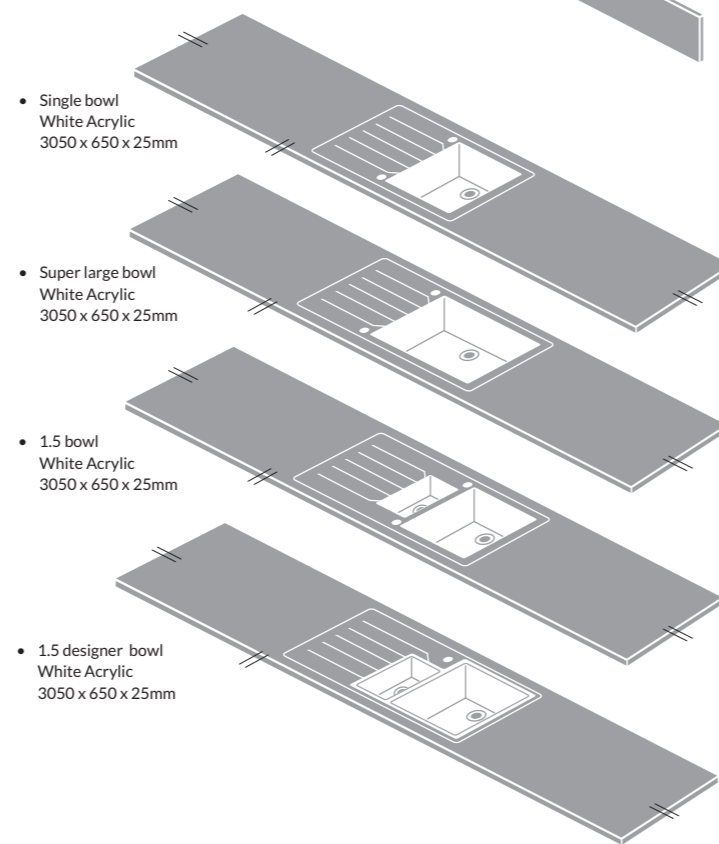 • Single bowl
White Acrylic
3050 x 650 x 25mm
• Super large bowl
White Acrylic
3050 x 650 x 25mm
• 1.5 bowl
White Acrylic
3050 x 650 x 25mm
• 1.5 designer bowl
White Acrylic
3050 x 650 x 25mm